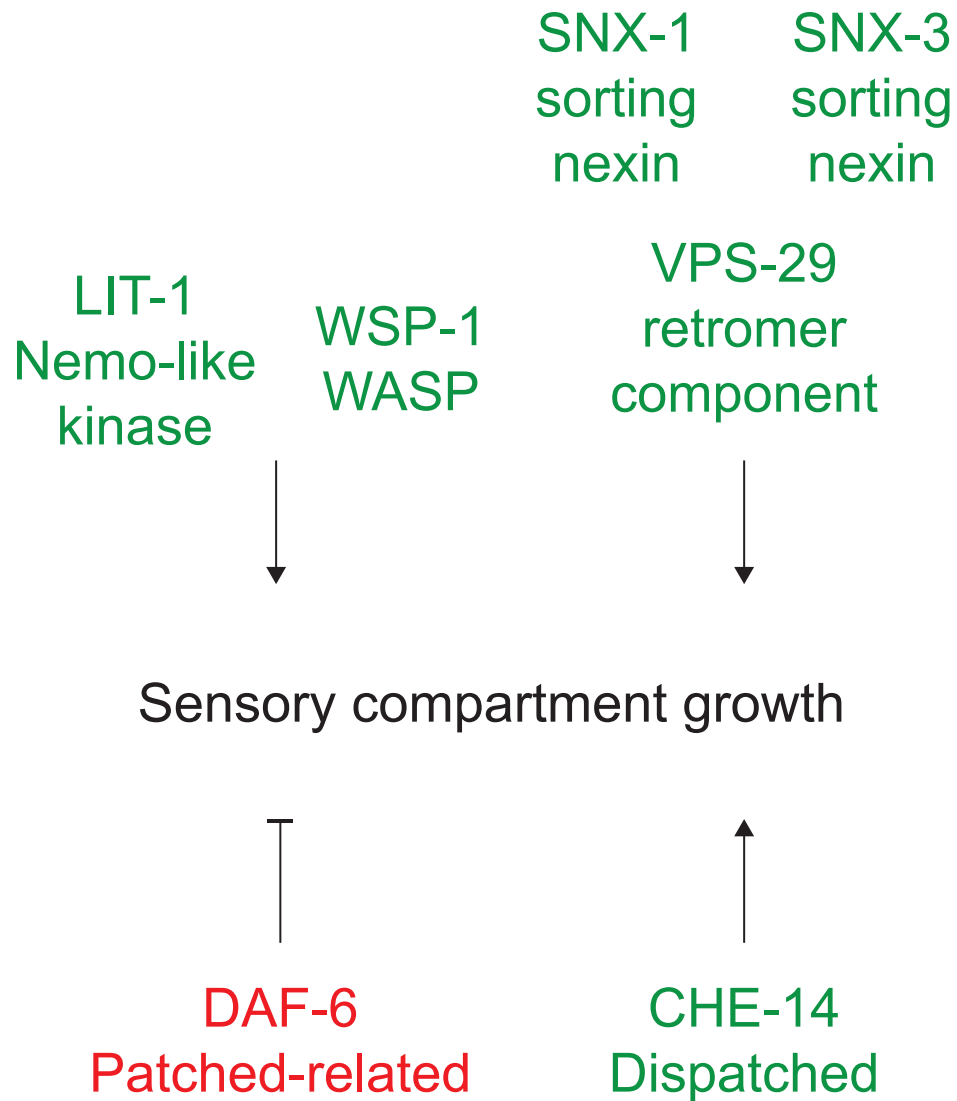 SNX-1
sorting
nexin
SNX-3
sorting
nexin
LIT-1
Nemo-like
kinase
WSP-1
WASP
VPS-29
retromer
component
Sensory compartment growth
DAF-6
Patched-related
CHE-14
Dispatched